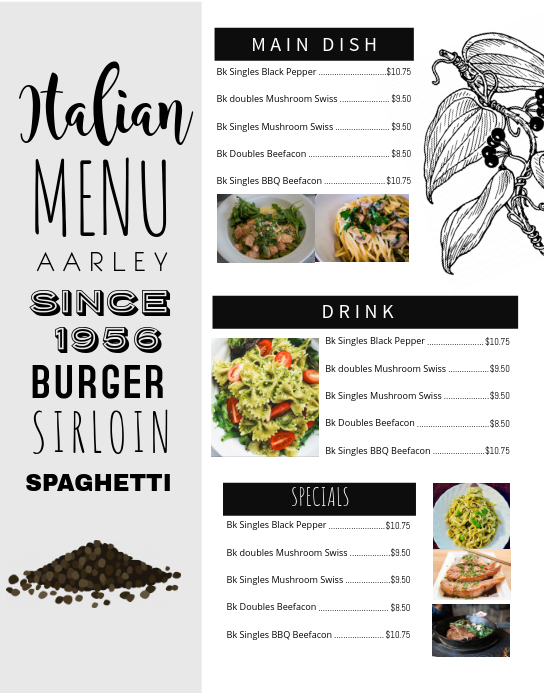 Italian
MENU
AARLEY
SINCE
1956
BURGER
SIRLOIN
SPAGHETTI
MAIN DISH
Bk Singles Black Pepper ........................... $10.75
Bk doubles Mushroom Swiss .................... $9.50
Bk Singles Mushroom Swiss ...................... $9.50
Bk Doubles Beefacon ................................ $8.50
Bk Singles BBQ Beefacon ......................... $10.75
DRINK
Bk Singles Black Pepper ....................... $10.75
Bk doubles Mushroom Swiss ................ $9.50
Bk Singles Mushroom Swiss .................. $9.50
Bk Doubles Beefacon ............................ $8.50
Bk Singles BBQ Beefacon ..................... $10.75
SPECIALS
Bk Singles Black Pepper ....................... $10.75
Bk doubles Mushroom Swiss ................ $9.50
Bk Singles Mushroom Swiss .................. $9.50
Bk Doubles Beefacon ............................ $8.50
Bk Singles BBQ Beefacon ..................... $10.75